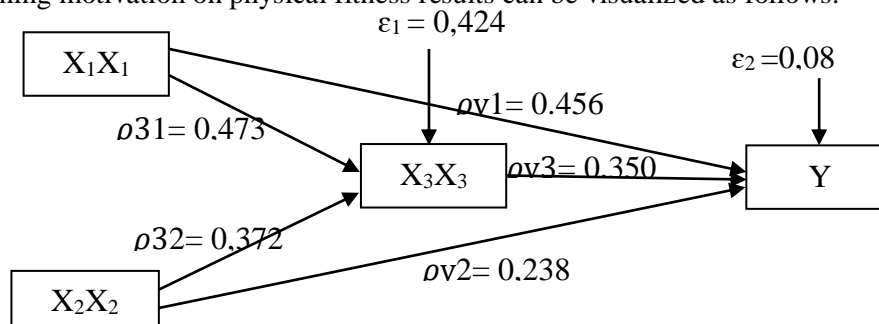 ning motivation on physical fitness results can be visualized as follows:
ε₁ = 0,424
X₁X₁
ε₂ =0,08
ρy1= 0.456
ρ31= 0,473
X₃X₃
ρy3= 0.350
Y
ρ32= 0,372
ρy2= 0,238
X₂X₂